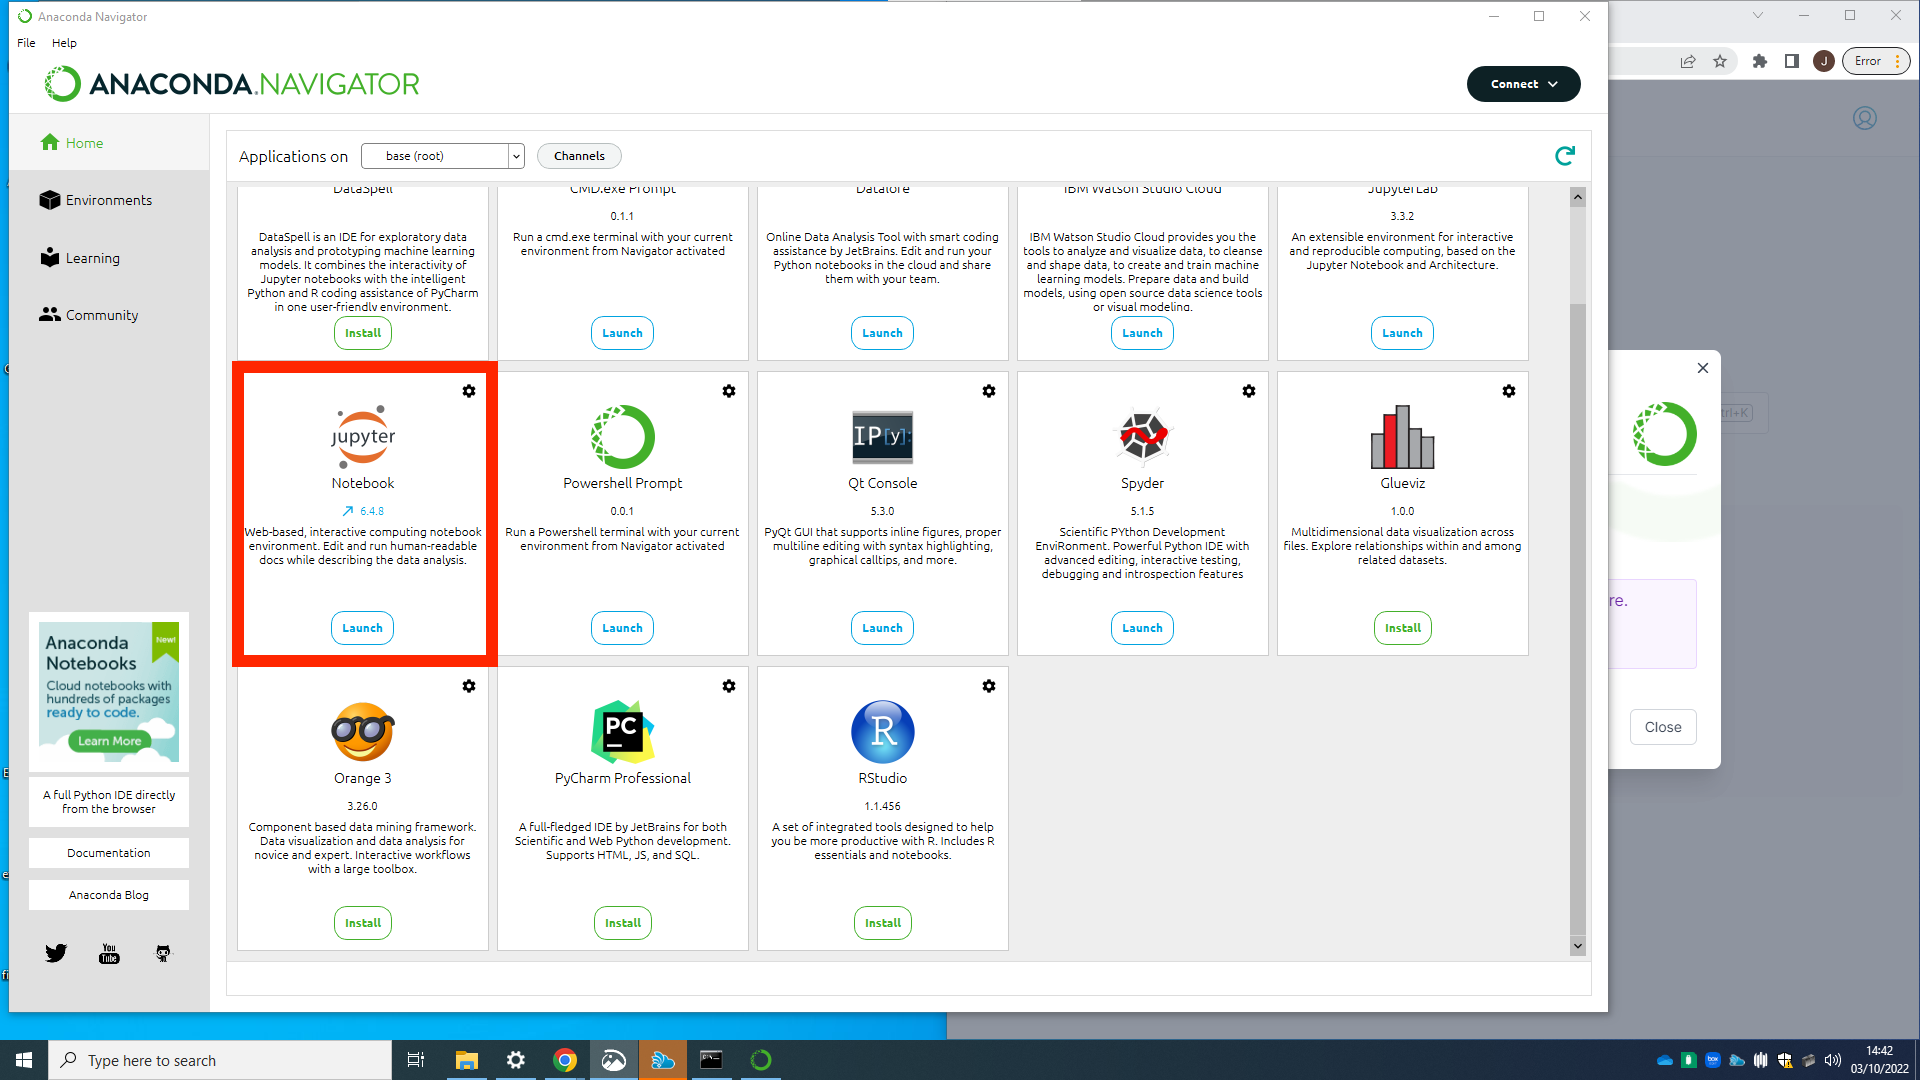 Anaconda Navigator
File Help
ANACONDA.NAVIGATOR
Connect
Error
J
Home
Environments
Learning
Community
Applications on base (root) Channels
DataSpell
DataSpell is an IDE for exploratory data
analysis and prototyping machine learning
models. It combines the interactivity of
Jupyter notebooks with the intelligent
Python and R coding assistance of PyCharm
in one user-friendly environment.
Install
CMD.exe Prompt
0.1.1
Run a cmd.exe terminal with your current
environment from Navigator activated
Launch
Datalore
Online Data Analysis Tool with smart coding
assistance by JetBrains. Edit and run your
Python notebooks in the cloud and share
them with your team.
Launch
IBM Watson Studio Cloud
IBM Watson Studio Cloud provides you the
tools to analyze and visualize data, to cleanse
and shape data, to create and train machine
learning models. Prepare data and build
models, using open source data science tools
or visual modeling.
Launch
JupyterLab
3.3.2
An extensible environment for interactive
and reproducible computing, based on the
Jupyter Notebook and Architecture.
Launch
jupyter
Notebook
6.4.8
Web-based, interactive computing notebook
environment. Edit and run human-readable
docs while describing the data analysis.
Launch
Powershell Prompt
0.0.1
Run a Powershell terminal with your current
environment from Navigator activated
Launch
IP[y]:
Qt Console
5.3.0
PyQt GUI that supports inline figures, proper
multiline editing with syntax highlighting,
graphical calltips, and more.
Launch
Spyder
5.1.5
Scientific PYthon Development
EnviRonment. Powerful Python IDE with
advanced editing, interactive testing,
debugging and introspection features
Launch
Glueviz
1.0.0
Multidimensional data visualization across
files. Explore relationships within and among
related datasets.
Install
Orange 3
3.26.0
Component based data mining framework.
Data visualization and data analysis for
novice and expert. Interactive workflows
with a large toolbox.
Install
PC
PyCharm Professional
A full-fledged IDE by JetBrains for both
Scientific and Web Python development.
Supports HTML, JS, and SQL.
Install
R
RStudio
1.1.456
A set of integrated tools designed to help
you be more productive with R. Includes R
essentials and notebooks.
Install
Anaconda
Notebooks
New!
Cloud notebooks with
hundreds of packages
ready to code.
Learn More
A full Python IDE directly
from the browser
Documentation
Anaconda Blog
You
Tube
trl+K
re.
Close
Type here to search
box
14:42
03/10/2022